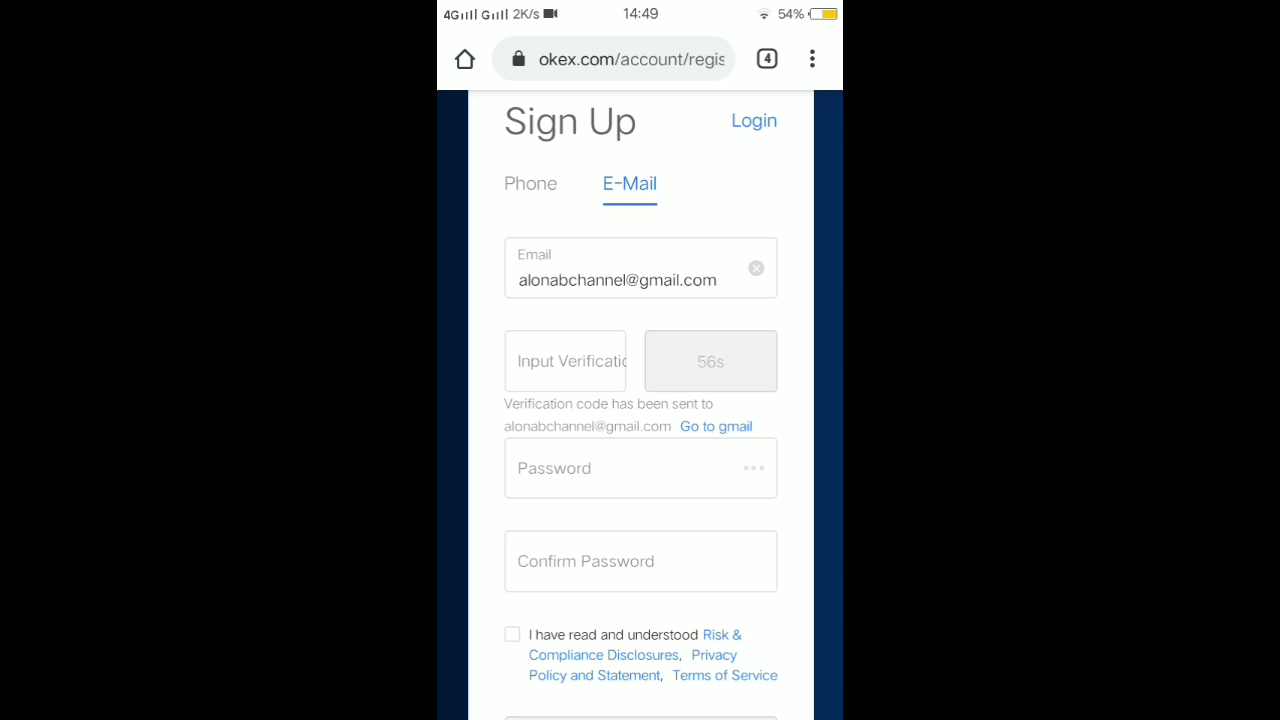 4G G 2K/s 14:49 54%
okex.com/account/regis 4
Sign Up Login
Phone E-Mail
Email
alonabchannel@gmail.com
Input Verificatio 56s
Verification code has been sent to
alonabchannel@gmail.com Go to gmail
Password
Confirm Password
I have read and understood Risk &
Compliance Disclosures, Privacy
Policy and Statement, Terms of Service